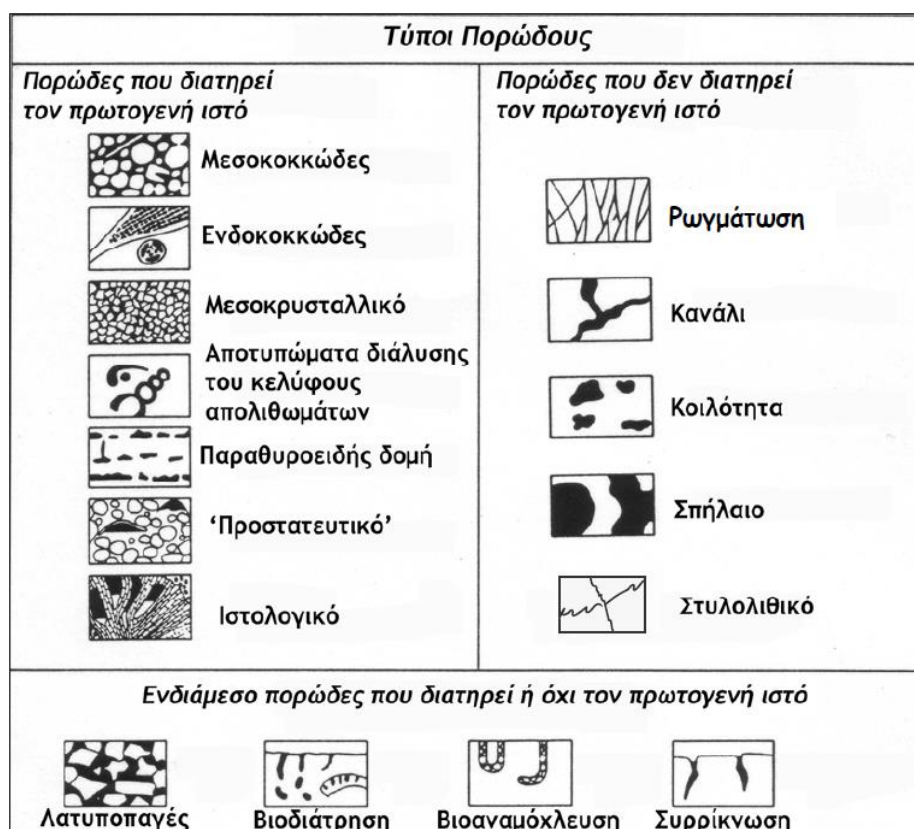 Τύποι Πορώδους
Πορώδες που διατηρεί
τον πρωτογενή ιστό
Μεσοκοκκώδες
Ενδοκοκκώδες
Μεσοκρυσταλλικό
Αποτυπώματα διάλυσης
του κελύφους
απολιθωμάτων
Παραθυροειδής δομή
'Προστατευτικό'
Ιστολογικό
Πορώδες που δεν διατηρεί
τον πρωτογενή ιστό
Ρωγμάτωση
Κανάλι
Κοιλότητα
Σπήλαιο
Στυλολιθικό
Ενδιάμεσο πορώδες που διατηρεί ή όχι τον πρωτογενή ιστό
Λατυποπαγές
Βιοδιάτρηση
Βιοαναμόχλευση
Συρρίκνωση